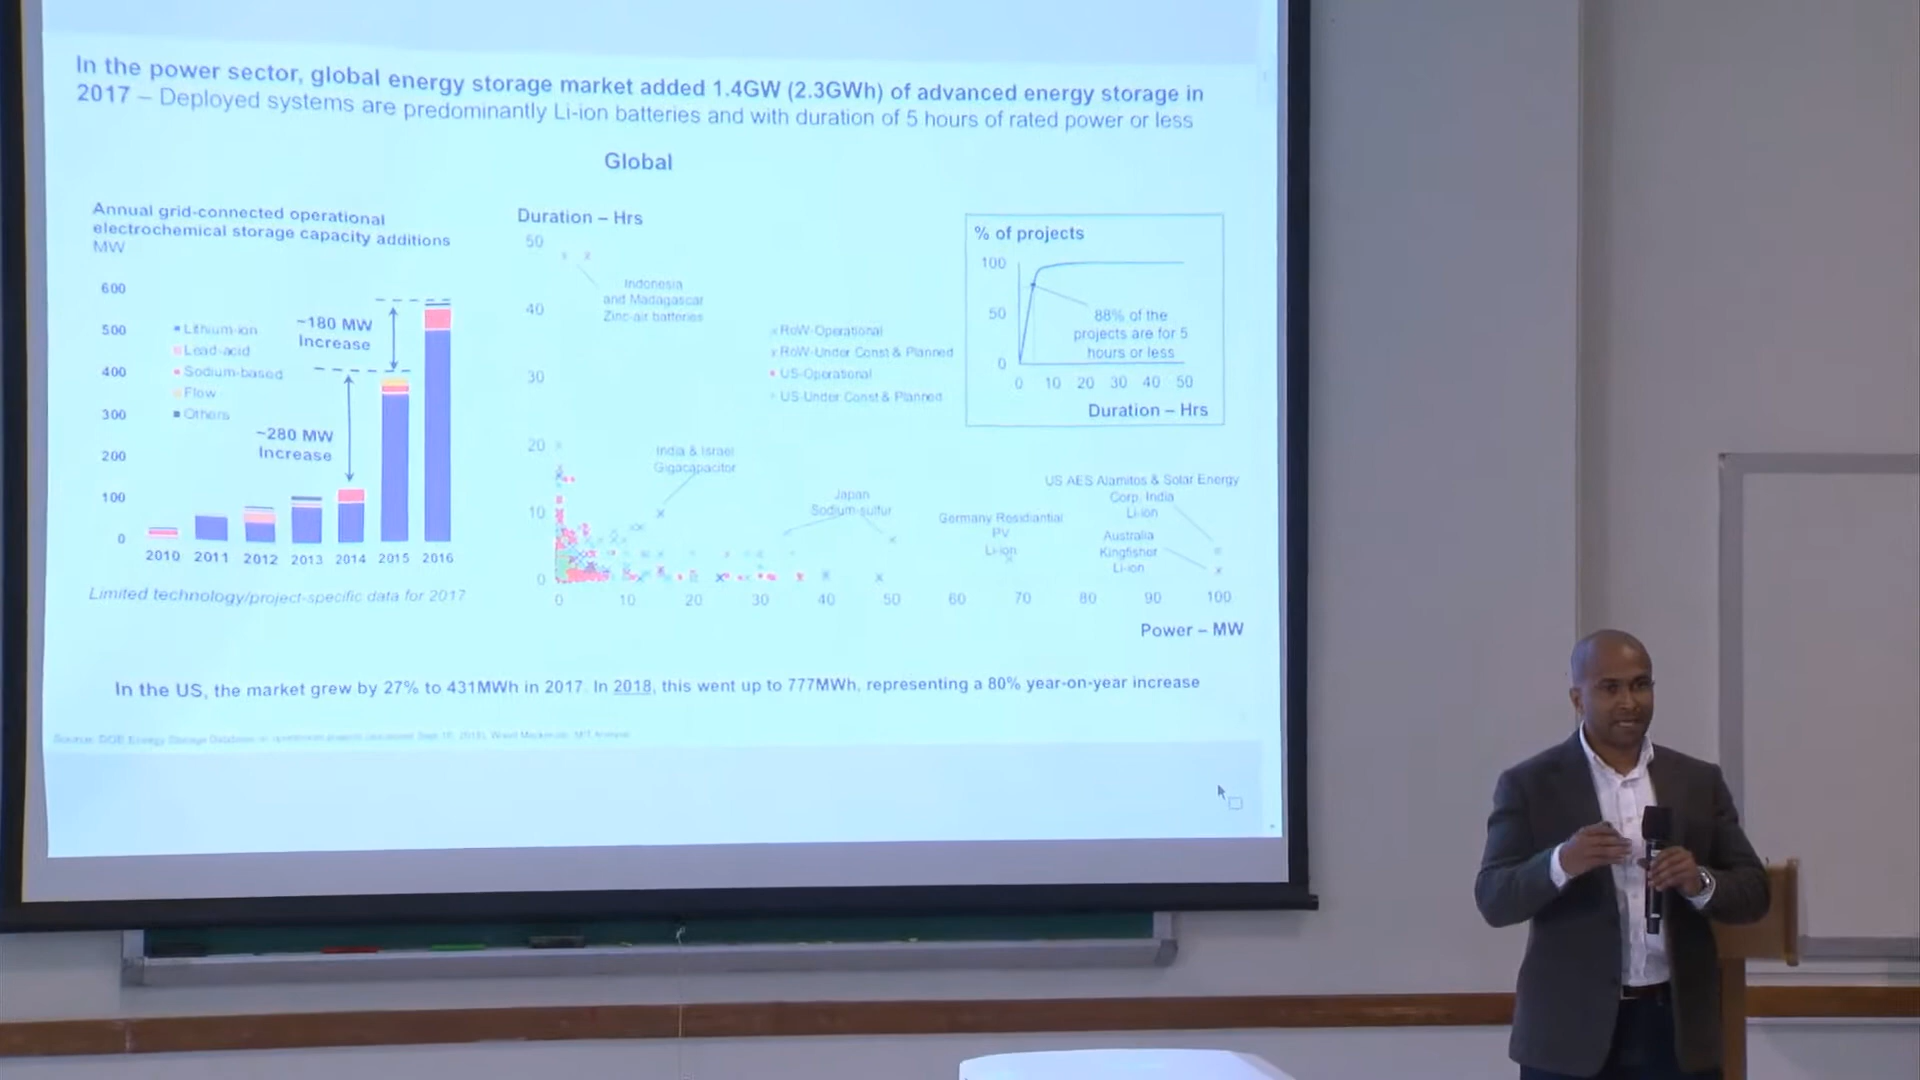 In the power sector, global energy storage market added 1.4GW (2.3GWh) of advanced energy storage in
2017 – Deployed systems are predominantly Li-ion batteries and with duration of 5 hours of rated power or less
Global
Annual grid-connected operational
electrochemical storage capacity additions
MW
600
500
400
300
200
100
0
Lithium-ion
Lead-acid
Sodium-based
Flow
Others
~180 MW
Increase
~280 MW
Increase
2010 2011 2012 2013 2014 2015 2016
Limited technology/project-specific data for 2017
Duration – Hrs
50
40
30
20
10
0
Indonesia
and Madagascar
Zinc-air batteries
RoW-Operational
RoW-Under Const & Planned
US-Operational
US-Under Const & Planned
India & Israel
Gigacapacitor
Japan
Sodium-sulfur
Germany Residiantial
PV
Li-ion
US AES Alamitos & Solar Energy
Corp. India
Li-ion
Australia
Kingfisher
Li-ion
0 10 20 30 40 50 60 70 80 90 100
Power – MW
% of projects
100
50
0
88% of the
projects are for 5
hours or less
0 10 20 30 40 50
Duration – Hrs
In the US, the market grew by 27% to 431MWh in 2017. In 2018, this went up to 777MWh, representing a 80% year-on-year increase
Source: DOE Energy Storage Database